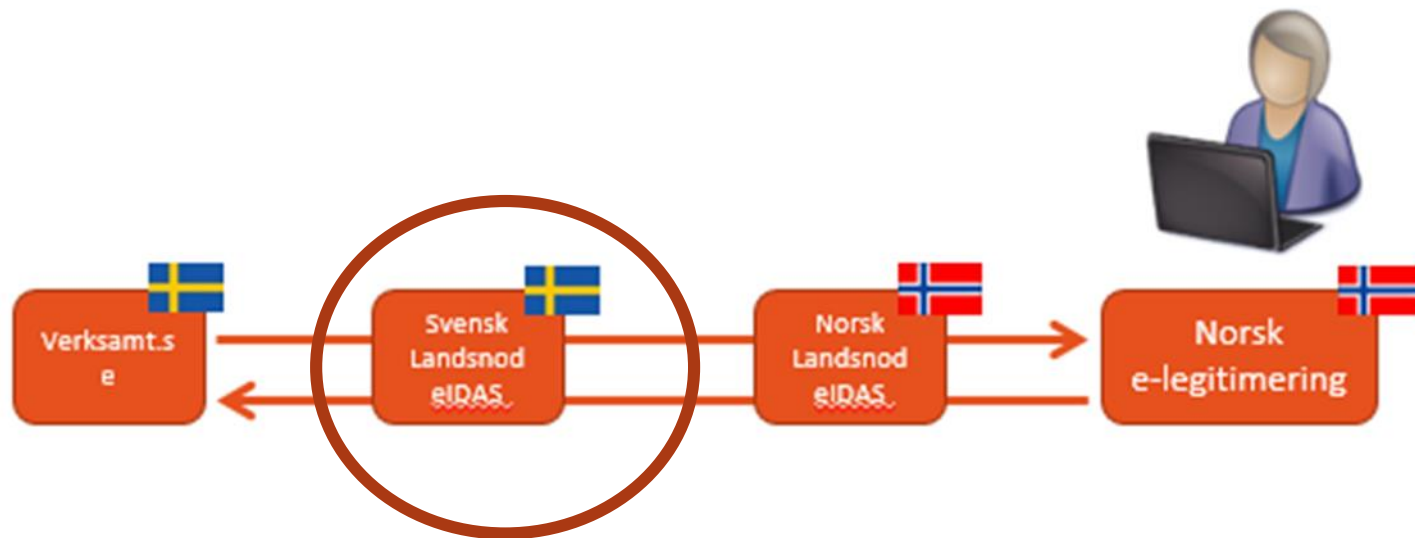 Verksamt.s
e
Svensk
Landsnod
eIDAS
Norsk
Landsnod
eIDAS
Norsk
e-legitimering